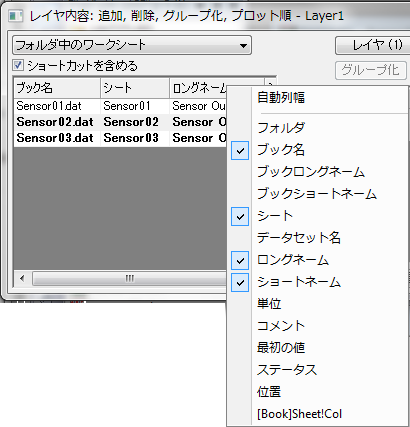 レイヤ内容: 追加, 削除, グループ化, プロット順 - Layer1
フォルダ中のワークシート
レイヤ(1)
ショートカットを含める
グループ化
ブック名 シート ロングネーム
Sensor01.dat Sensor01 Sensor Ou
Sensor02.dat Sensor02 Sensor O
Sensor03.dat Sensor03 Sensor O
自動列幅
フォルダ
ブック名
ブックロングネーム
ブックショートネーム
シート
データセット名
ロングネーム
ショートネーム
単位
コメント
最初の値
ステータス
位置
[Book]Sheet!Col